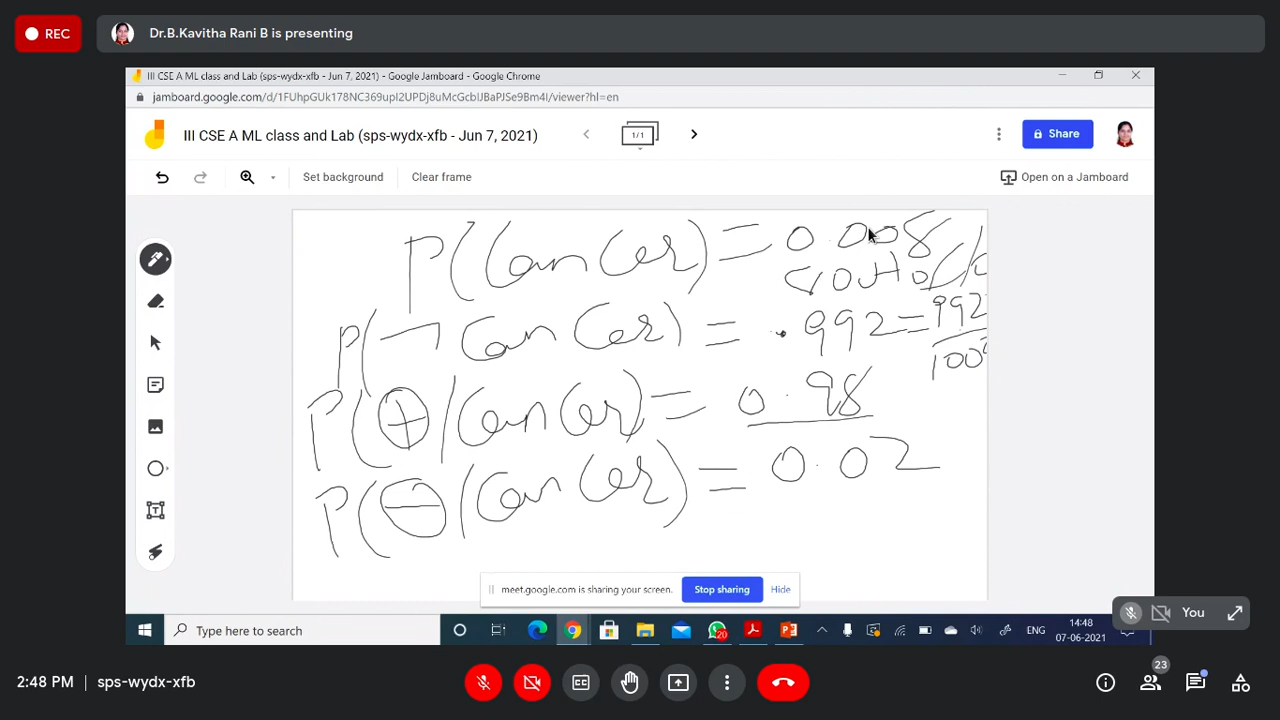 REC
Dr.B.Kavitha Rani B is presenting
III CSE A ML class and Lab (sps-wydx-xfb - Jun 7, 2021) - Google Jamboard - Google Chrome
jamboard.google.com/d/1FUhpGUk178NC369upI2UPDj8uMcGcblJBaPJSe9Bm4I/viewer?hl=en
III CSE A ML class and Lab (sps-wydx-xfb - Jun 7, 2021)
1/1
Share
Set background
Clear frame
Open on a Jamboard
P(Cancer) = 0.008
P(¬Cancer) = .992 = 992
100
P(⊕|Cancer) = 0.98
P(⊖|Cancer) = 0.02
meet.google.com is sharing your screen.
Stop sharing
Hide
You
Type here to search
20
ENG
14:48
07-06-2021
2:48 PM | sps-wydx-xfb
23